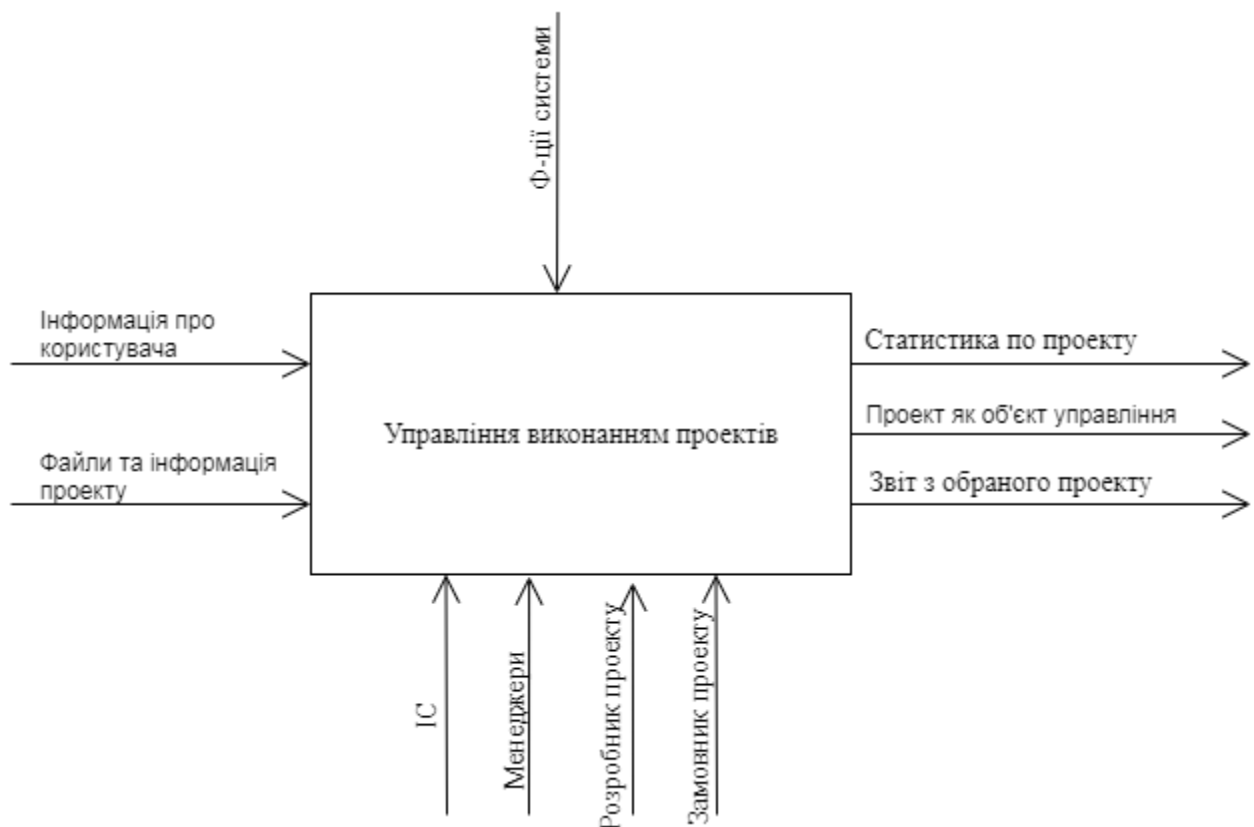 Ф-ції системи
Інформація про
користувача
Файли та інформація
проекту
Управління виконанням проектів
Статистика по проекту
Проект як об'єкт управління
Звіт з обраного проекту
ІС
Менеджери
Розробник проекту
Замовник проекту